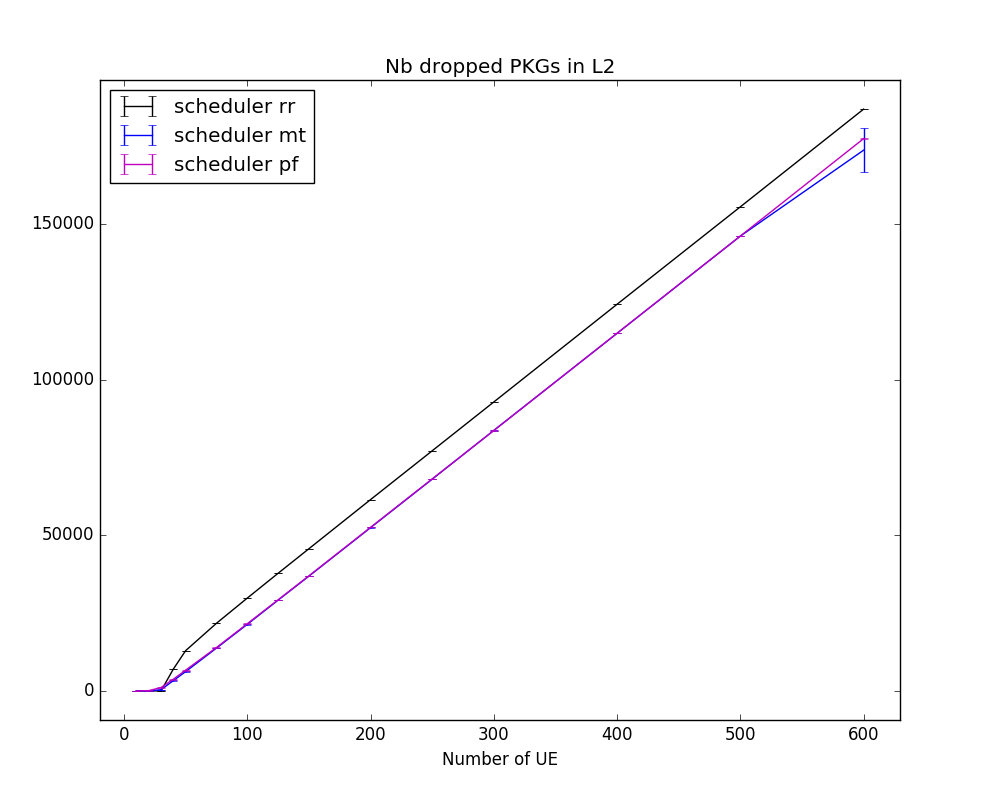 Nb dropped PKGs in L2
scheduler rr
scheduler mt
scheduler pf
150000
100000
50000
0
0 100 200 300 400 500 600
Number of UE